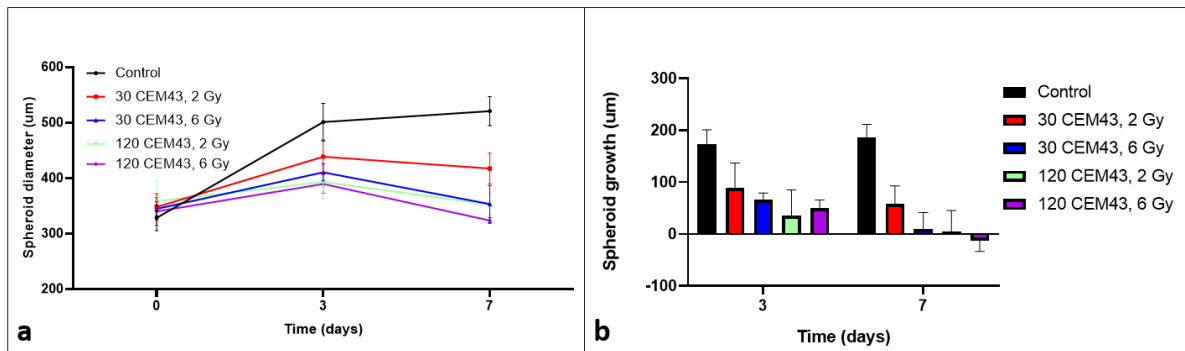 600
500
400
300
200
Spheroid diameter (um)
Control
30 CEM43, 2 Gy
30 CEM43, 6 Gy
120 CEM43, 2 Gy
120 CEM43, 6 Gy
0
3
7
Time (days)
a
300
200
100
0
-100
Spheroid growth (um)
Control
30 CEM43, 2 Gy
30 CEM43, 6 Gy
120 CEM43, 2 Gy
120 CEM43, 6 Gy
3
7
Time (days)
b